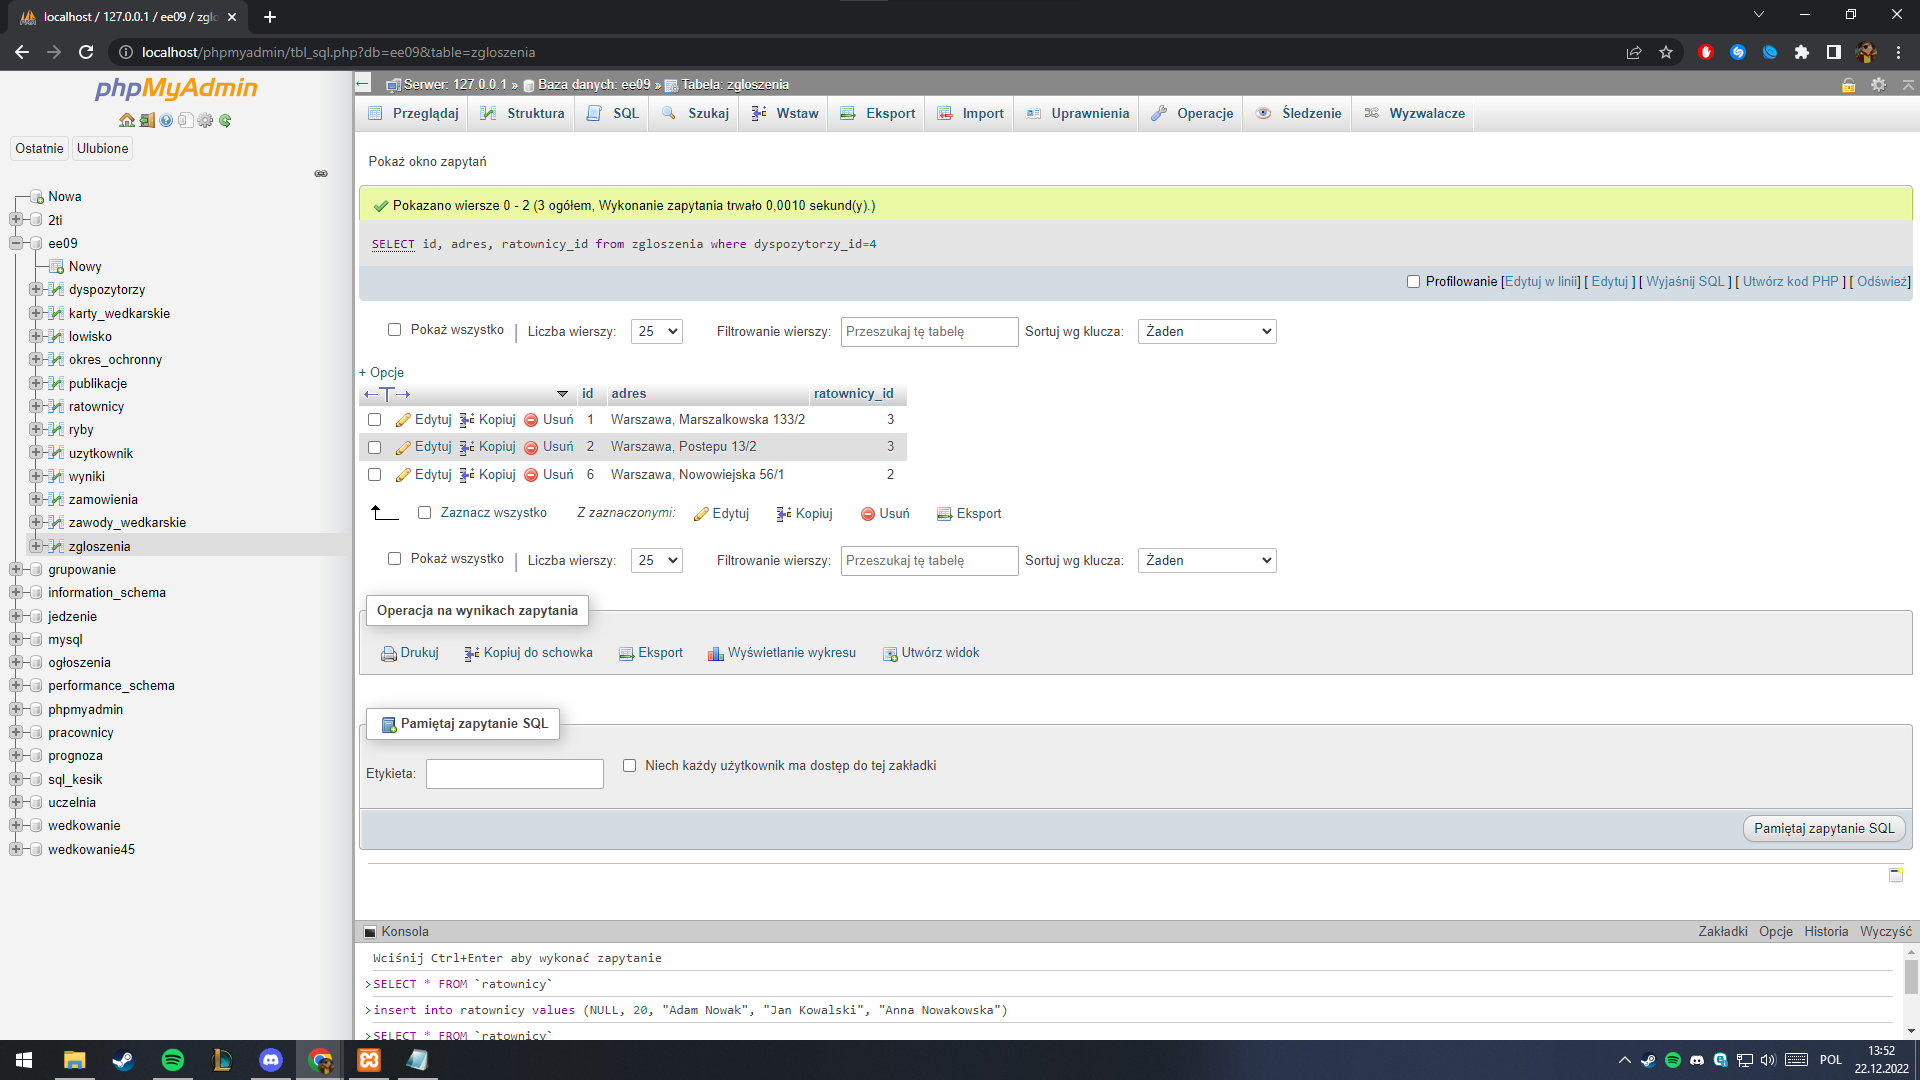 localhost / 127.0.0.1 / ee09 / zglo
localhost/phpmyadmin/tbl_sql.php?db=ee09&table=zgloszenia
phpMyAdmin
Ostatnie Ulubione
Nowa
2ti
ee09
Nowy
dyspozytorzy
karty_wedkarskie
lowisko
okres_ochronny
publikacje
ratownicy
ryby
uzytkownik
wyniki
zamowienia
zawody_wedkarskie
zgloszenia
grupowanie
information_schema
jedzenie
mysql
ogłoszenia
performance_schema
phpmyadmin
pracownicy
prognoza
sql_kesik
uczelnia
wedkowanie
wedkowanie45
Serwer: 127.0.0.1 » Baza danych: ee09 » Tabela: zgloszenia
Przeglądaj Struktura SQL Szukaj Wstaw Eksport Import Uprawnienia Operacje Śledzenie Wyzwalacze
Pokaż okno zapytań
Pokazano wiersze 0 - 2 (3 ogółem, Wykonanie zapytania trwało 0,0010 sekund(y).)
SELECT id, adres, ratownicy_id from zgloszenia where dyspozytorzy_id=4
Profilowanie [Edytuj w linii] [ Edytuj ] [ Wyjaśnij SQL ] [ Utwórz kod PHP ] [ Odśwież]
Pokaż wszystko | Liczba wierszy: 25 Filtrowanie wierszy: Przeszukaj tę tabelę Sortuj wg klucza: Żaden
+ Opcje
←T→ id adres ratownicy_id
Edytuj Kopiuj Usuń 1 Warszawa, Marszalkowska 133/2 3
Edytuj Kopiuj Usuń 2 Warszawa, Postepu 13/2 3
Edytuj Kopiuj Usuń 6 Warszawa, Nowowiejska 56/1 2
Zaznacz wszystko Z zaznaczonymi: Edytuj Kopiuj Usuń Eksport
Pokaż wszystko | Liczba wierszy: 25 Filtrowanie wierszy: Przeszukaj tę tabelę Sortuj wg klucza: Żaden
Operacja na wynikach zapytania
Drukuj Kopiuj do schowka Eksport Wyświetlanie wykresu Utwórz widok
Pamiętaj zapytanie SQL
Etykieta: Niech każdy użytkownik ma dostęp do tej zakładki
Pamiętaj zapytanie SQL
Konsola Zakładki Opcje Historia Wyczyść
Wciśnij Ctrl+Enter aby wykonać zapytanie
>SELECT * FROM `ratownicy`
>insert into ratownicy values (NULL, 20, "Adam Nowak", "Jan Kowalski", "Anna Nowakowska")
>SELECT * FROM `ratownicy`
POL 13:52
22.12.2022